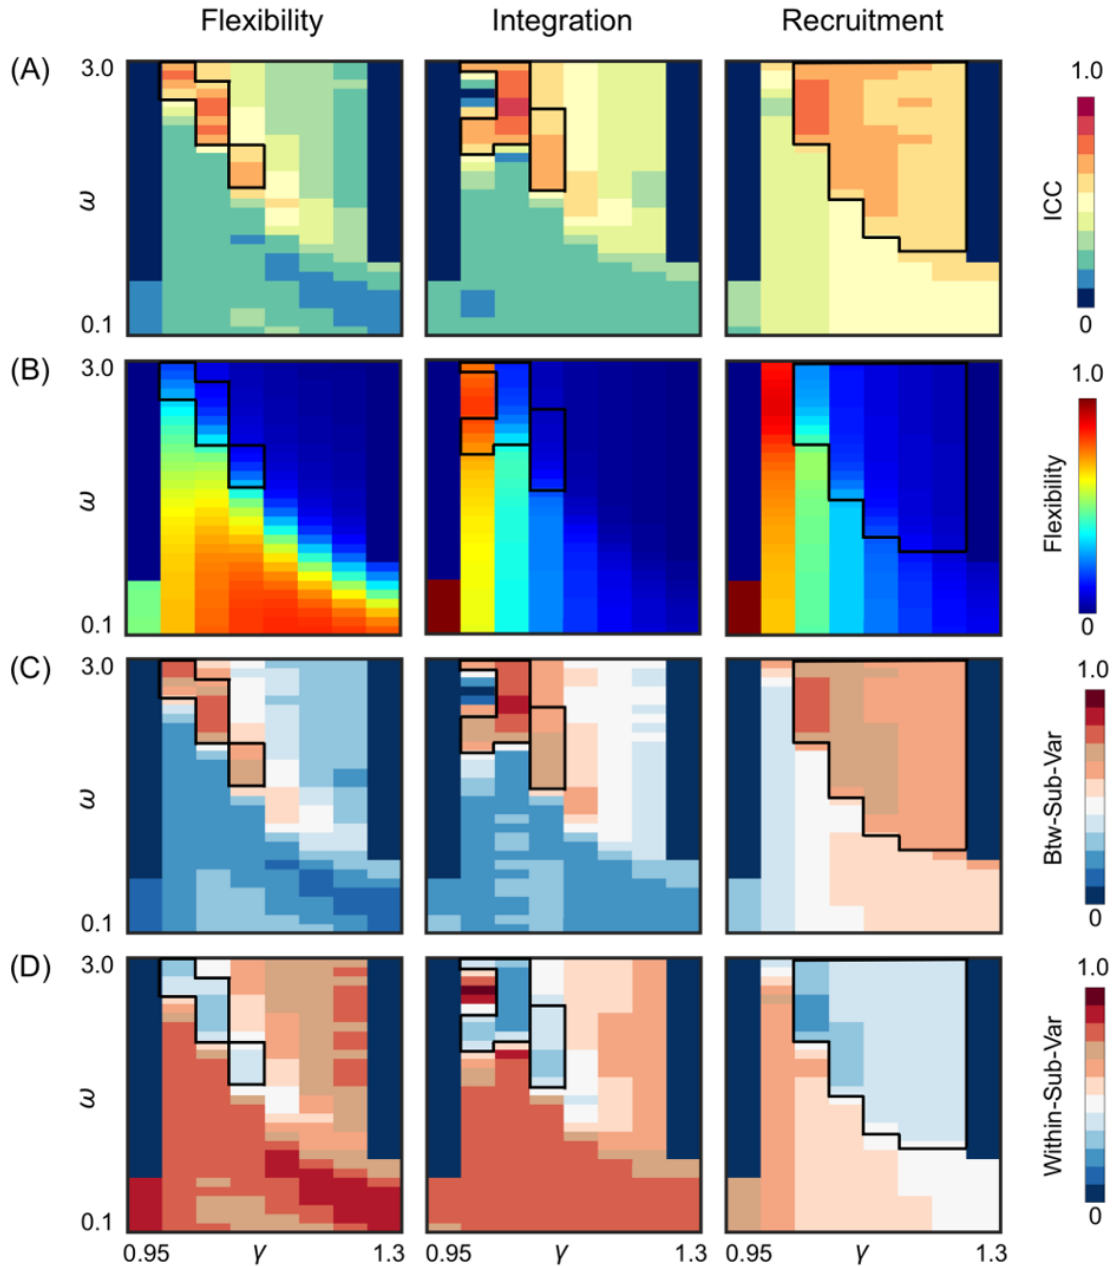 Flexibility Integration Recruitment
(A) 3.0 1.0
ω ICC
0.1 0
(B) 3.0 1.0
ω Flexibility
0.1 0
(C) 3.0 1.0
ω Btw-Sub-Var
0.1 0
(D) 3.0 1.0
ω Within-Sub-Var
0.1 0
0.95 γ 1.3 0.95 γ 1.3 0.95 γ 1.3